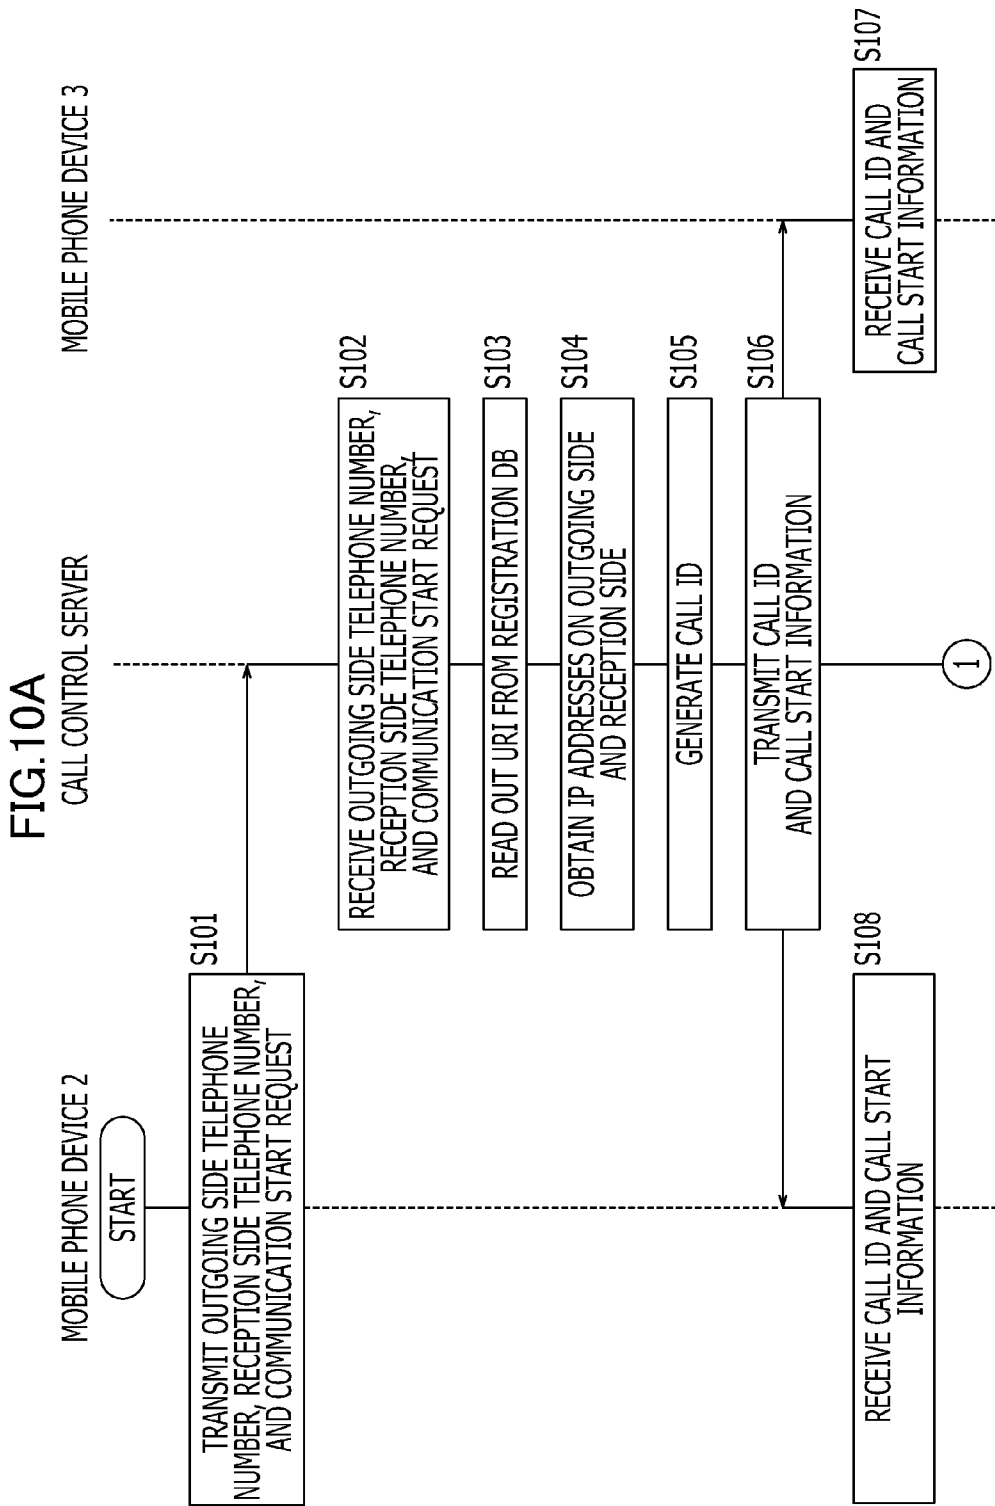 FIG.10A
MOBILE PHONE DEVICE 2
CALL CONTROL SERVER
MOBILE PHONE DEVICE 3
START
S101
TRANSMIT OUTGOING SIDE TELEPHONE
NUMBER, RECEPTION SIDE TELEPHONE NUMBER,
AND COMMUNICATION START REQUEST
S102
RECEIVE OUTGOING SIDE TELEPHONE NUMBER,
RECEPTION SIDE TELEPHONE NUMBER,
AND COMMUNICATION START REQUEST
S103
READ OUT URI FROM REGISTRATION DB
S104
OBTAIN IP ADDRESSES ON OUTGOING SIDE
AND RECEPTION SIDE
S105
GENERATE CALL ID
S106
TRANSMIT CALL ID
AND CALL START INFORMATION
S107
RECEIVE CALL ID AND
CALL START INFORMATION
S108
RECEIVE CALL ID AND CALL START
INFORMATION
1